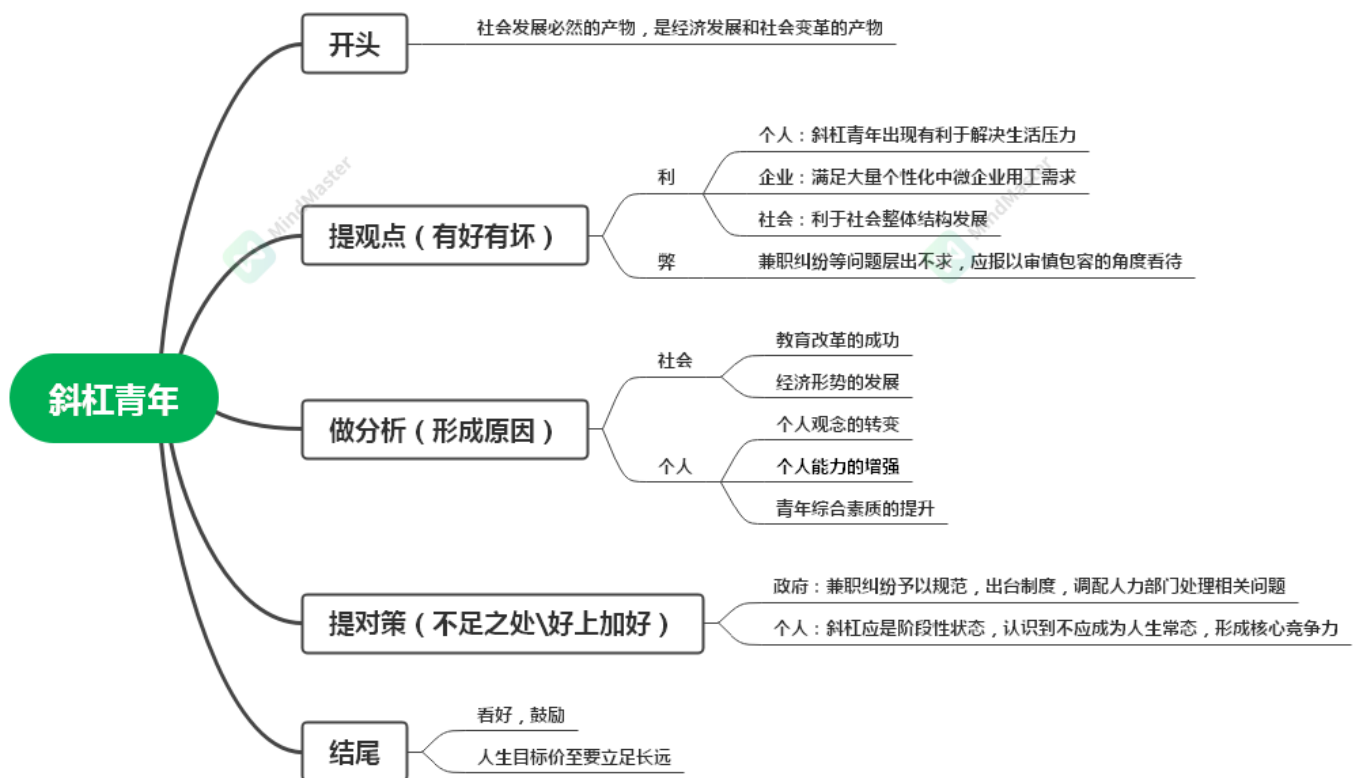 斜杠青年
开头
社会发展必然的产物，是经济发展和社会变革的产物
提观点（有好有坏）
利
个人：斜杠青年出现有利于解决生活压力
企业：满足大量个性化中微企业用工需求
社会：利于社会整体结构发展
弊
兼职纠纷等问题层出不求，应报以审慎包容的角度看待
做分析（形成原因）
社会
教育改革的成功
经济形势的发展
个人
个人观念的转变
个人能力的增强
青年综合素质的提升
提对策（不足之处\好上加好）
政府：兼职纠纷予以规范，出台制度，调配人力部门处理相关问题
个人：斜杠应是阶段性状态，认识到不应成为人生常态，形成核心竞争力
结尾
看好，鼓励
人生目标价至要立足长远
MindMaster
MindMaster